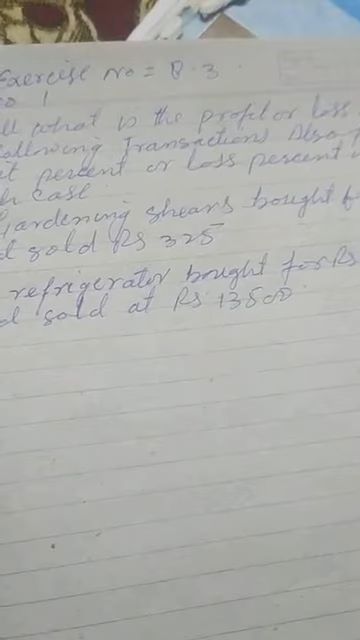 Exercise No = 8.3
1
what is the profit or loss
following Transactions Also
percent or loss percent
case
Gardening shears bought
sold Rs 325
refrigerator bought for Rs
sold at Rs 13500